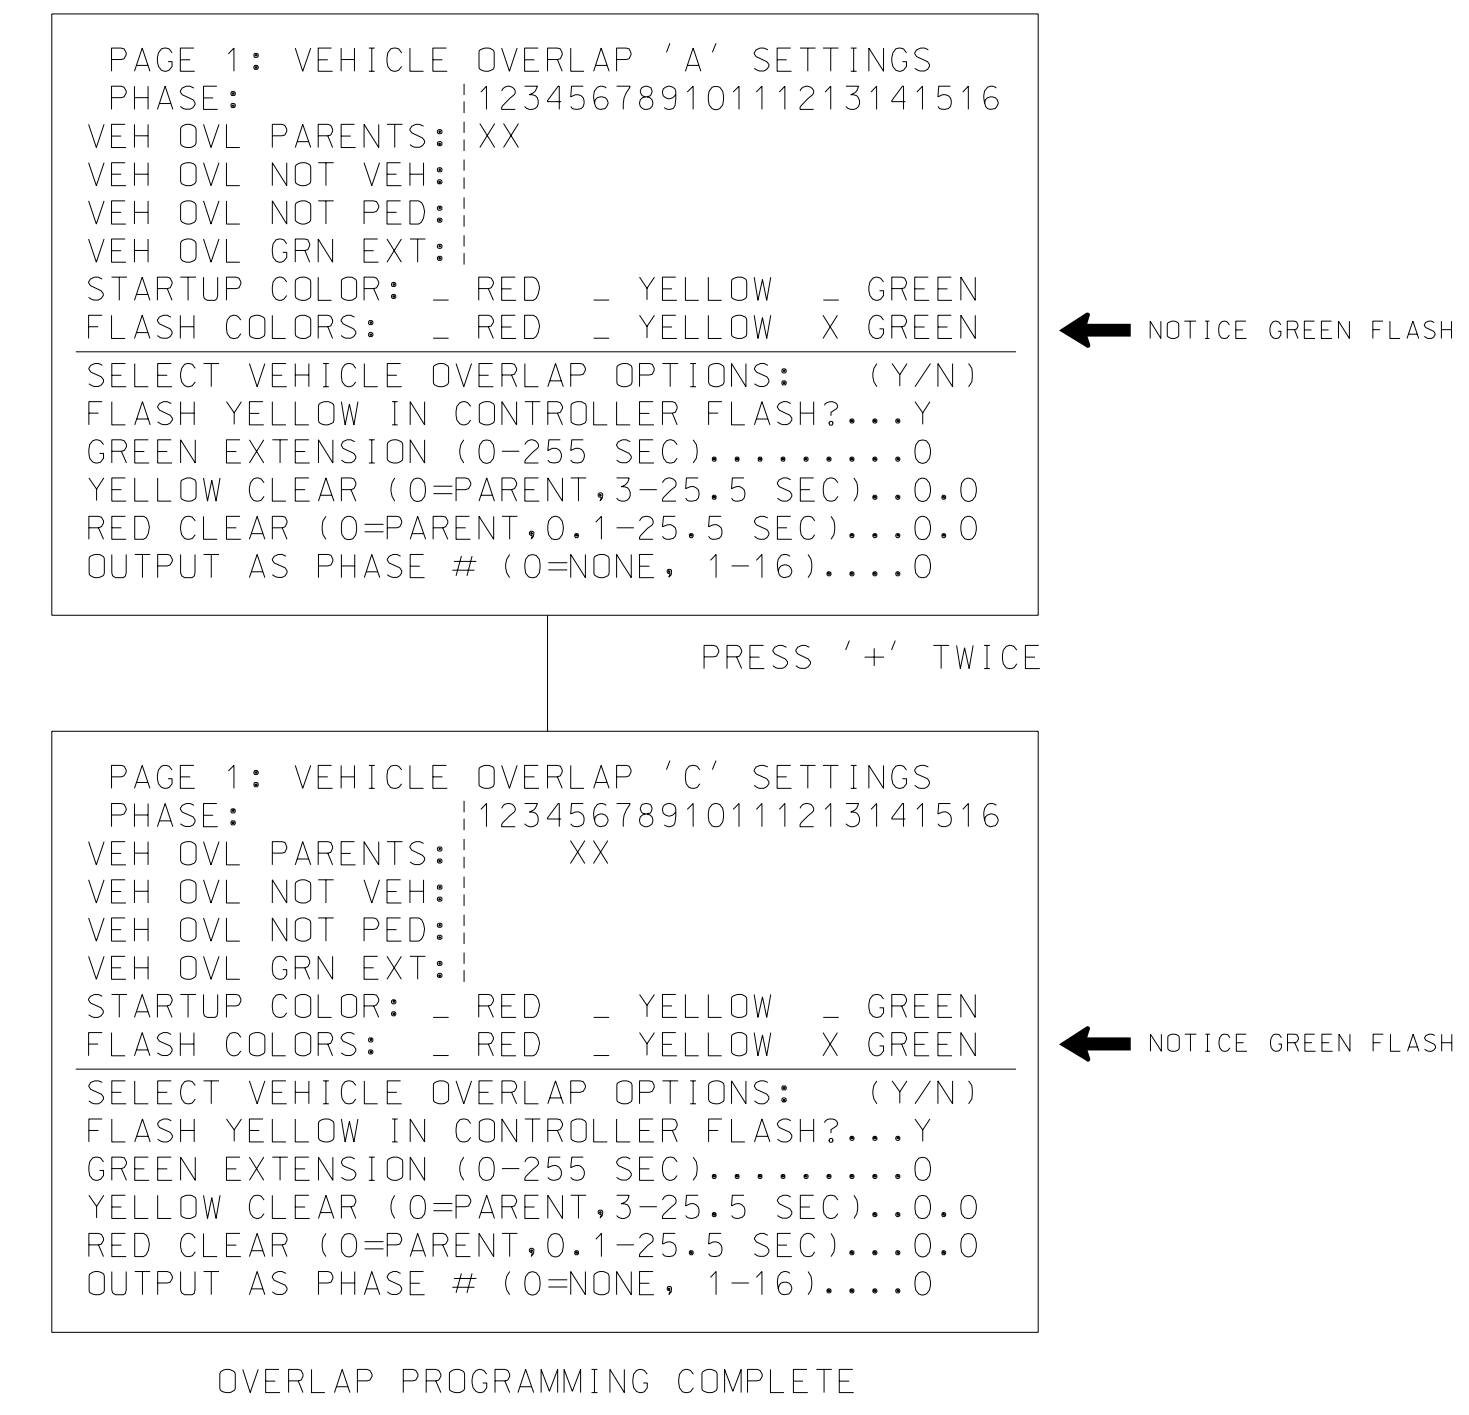 PAGE 1: VEHICLE OVERLAP 'A' SETTINGS
PHASE: |12345678910111213141516
VEH OVL PARENTS:|XX
VEH OVL NOT VEH:|
VEH OVL NOT PED:|
VEH OVL GRN EXT:|
STARTUP COLOR: _ RED _ YELLOW _ GREEN
FLASH COLORS: _ RED _ YELLOW X GREEN
NOTICE GREEN FLASH
SELECT VEHICLE OVERLAP OPTIONS: (Y/N)
FLASH YELLOW IN CONTROLLER FLASH?...Y
GREEN EXTENSION (0-255 SEC).........0
YELLOW CLEAR (0=PARENT,3-25.5 SEC)..0.0
RED CLEAR (0=PARENT,0.1-25.5 SEC)...0.0
OUTPUT AS PHASE # (0=NONE, 1-16)....0
PRESS '+' TWICE
PAGE 1: VEHICLE OVERLAP 'C' SETTINGS
PHASE: |12345678910111213141516
VEH OVL PARENTS:| XX
VEH OVL NOT VEH:|
VEH OVL NOT PED:|
VEH OVL GRN EXT:|
STARTUP COLOR: _ RED _ YELLOW _ GREEN
FLASH COLORS: _ RED _ YELLOW X GREEN
NOTICE GREEN FLASH
SELECT VEHICLE OVERLAP OPTIONS: (Y/N)
FLASH YELLOW IN CONTROLLER FLASH?...Y
GREEN EXTENSION (0-255 SEC).........0
YELLOW CLEAR (0=PARENT,3-25.5 SEC)..0.0
RED CLEAR (0=PARENT,0.1-25.5 SEC)...0.0
OUTPUT AS PHASE # (0=NONE, 1-16)....0
OVERLAP PROGRAMMING COMPLETE